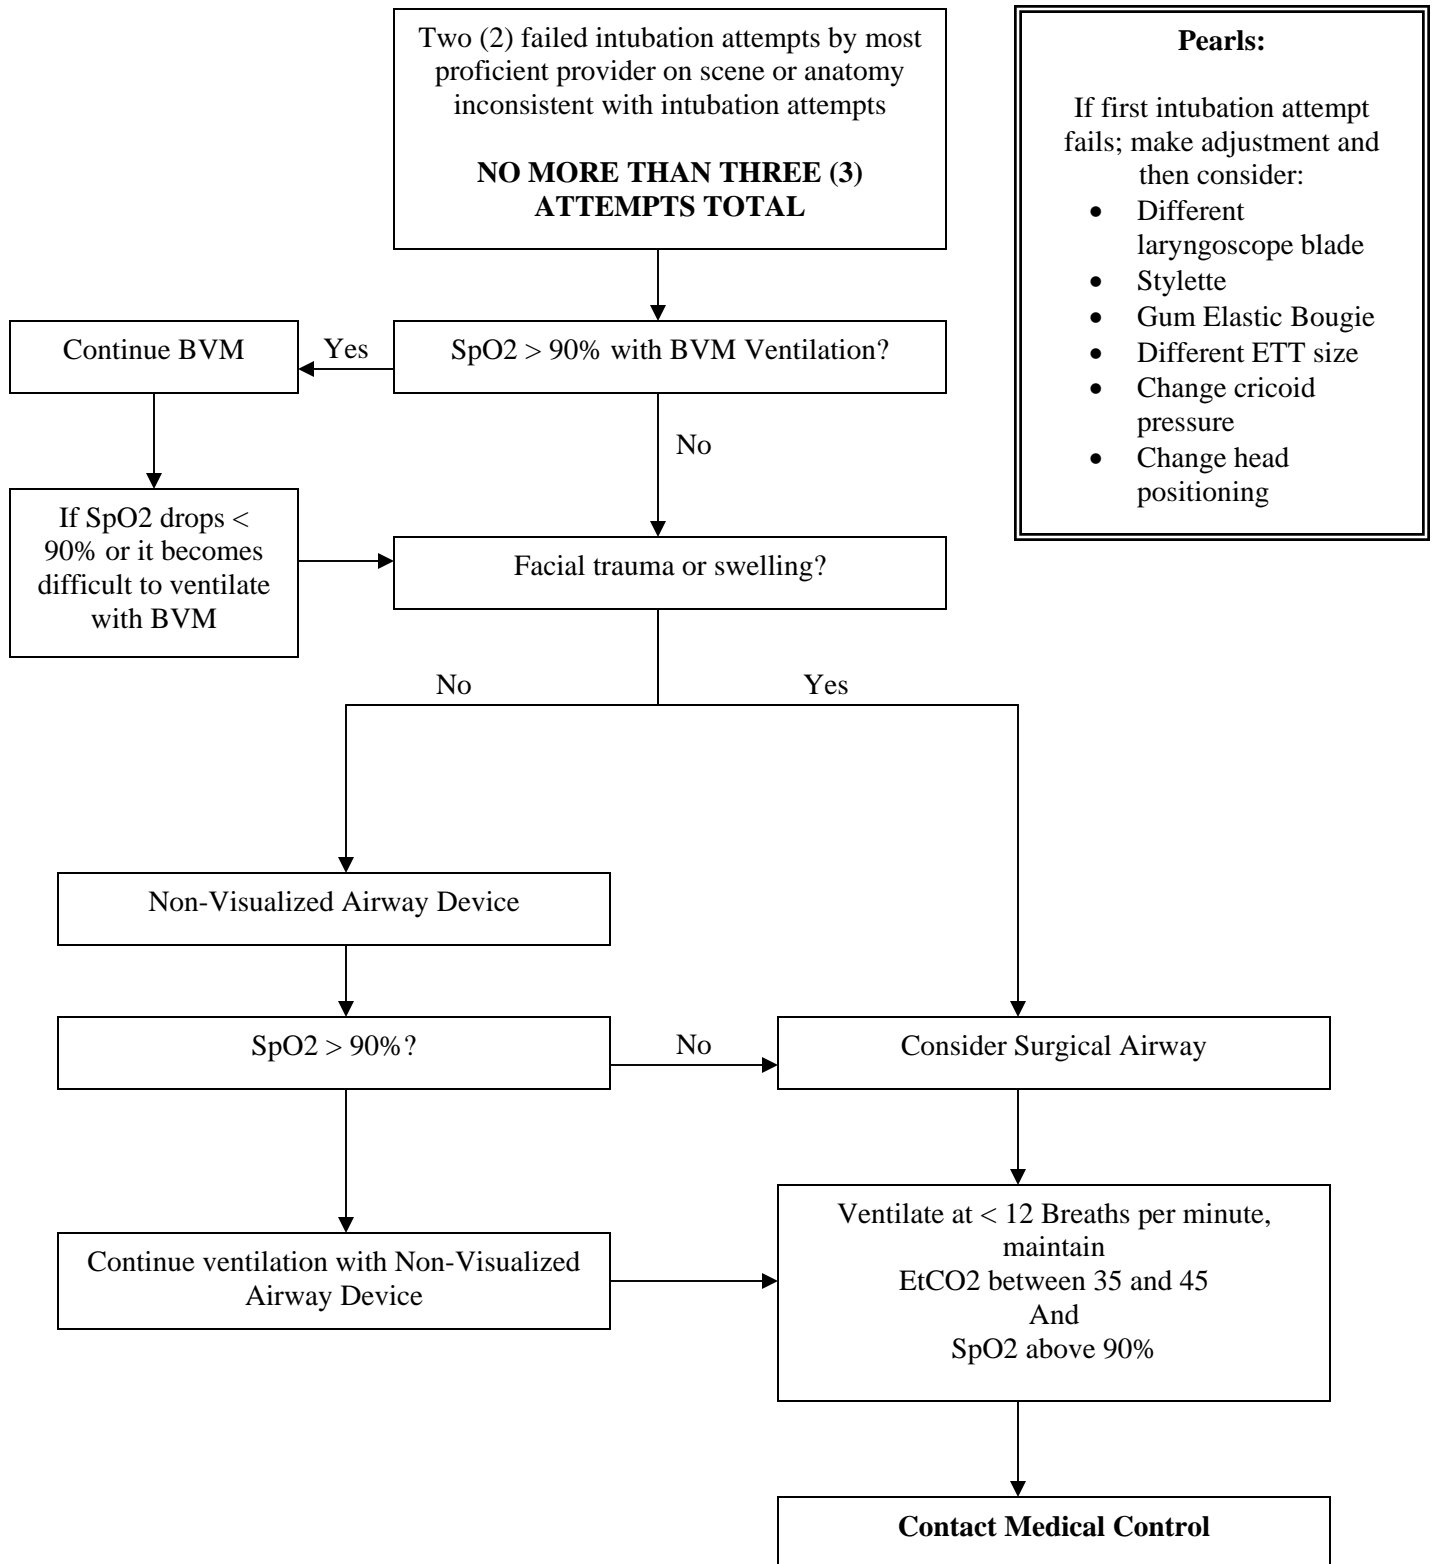 Two (2) failed intubation attempts by most
proficient provider on scene or anatomy
inconsistent with intubation attempts
NO MORE THAN THREE (3)
ATTEMPTS TOTAL
Pearls:
If first intubation attempt
fails; make adjustment and
then consider:
• Different
laryngoscope blade
• Stylette
• Gum Elastic Bougie
• Different ETT size
• Change cricoid
pressure
• Change head
positioning
Continue BVM
Yes
SpO2 > 90% with BVM Ventilation?
No
If SpO2 drops <
90% or it becomes
difficult to ventilate
with BVM
Facial trauma or swelling?
No
Yes
Non-Visualized Airway Device
SpO2 > 90%?
No
Consider Surgical Airway
Continue ventilation with Non-Visualized
Airway Device
Ventilate at < 12 Breaths per minute,
maintain
EtCO2 between 35 and 45
And
SpO2 above 90%
Contact Medical Control